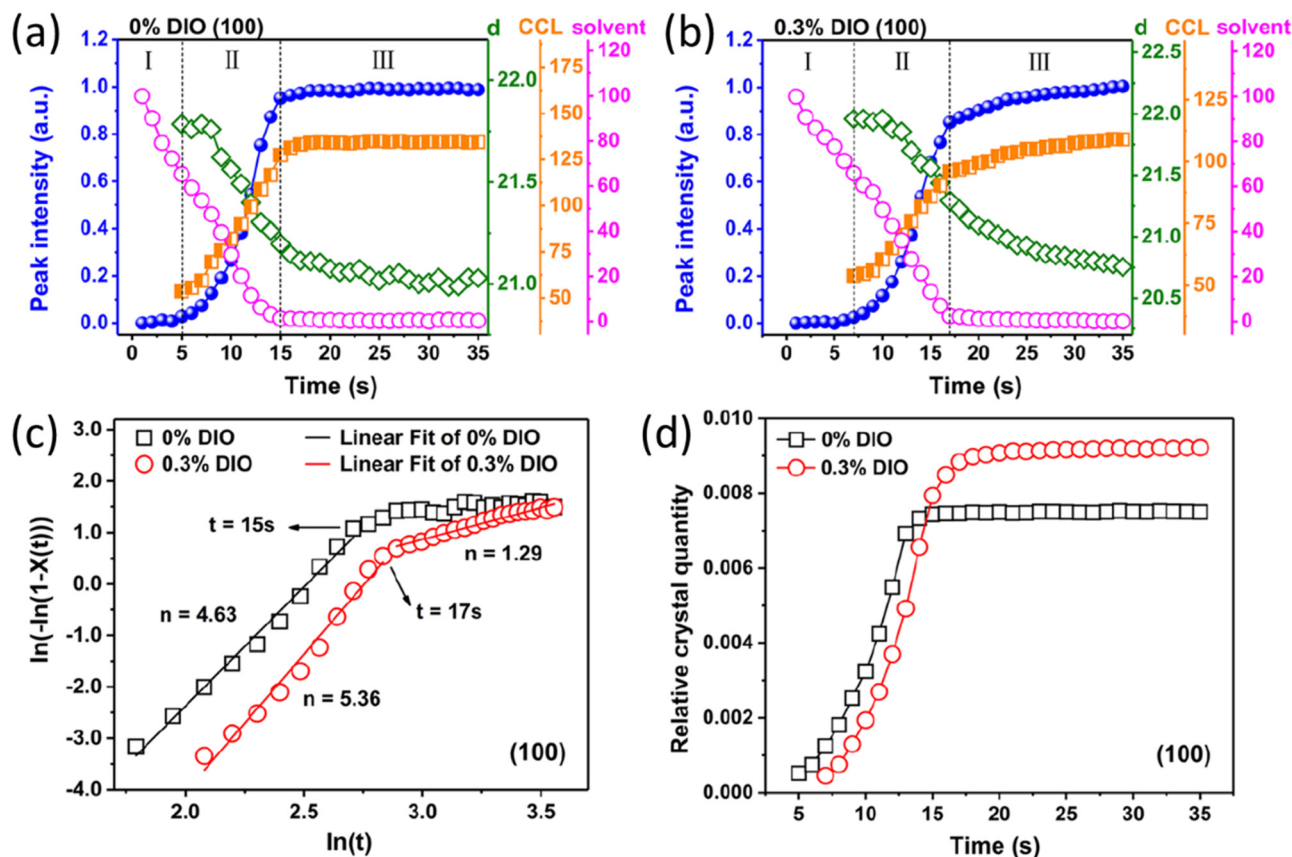 (a)
0% DIO (100)
d CCL solvent
I II III
1.2
1.0
0.8
0.6
0.4
0.2
0.0
Peak intensity (a.u.)
0 5 10 15 20 25 30 35
Time (s)
22.0
21.5
21.0
d
175
150
125
100
75
50
120
100
80
60
40
20
0
(b)
0.3% DIO (100)
d CCL solvent
I II III
1.2
1.0
0.8
0.6
0.4
0.2
0.0
Peak intensity (a.u.)
0 5 10 15 20 25 30 35
Time (s)
22.5
22.0
21.5
21.0
20.5
d
125
100
75
50
120
100
80
60
40
20
0
(c)
0% DIO Linear Fit of 0% DIO
0.3% DIO Linear Fit of 0.3% DIO
3.0
2.0
1.0
0.0
-1.0
-2.0
-3.0
-4.0
ln(-ln(1-X(t)))
t = 15s
n = 1.29
t = 17s
n = 4.63
n = 5.36
(100)
2.0 2.5 3.0 3.5
ln(t)
(d)
0% DIO
0.3% DIO
0.010
0.008
0.006
0.004
0.002
0.000
Relative crystal quantity
(100)
5 10 15 20 25 30 35
Time (s)